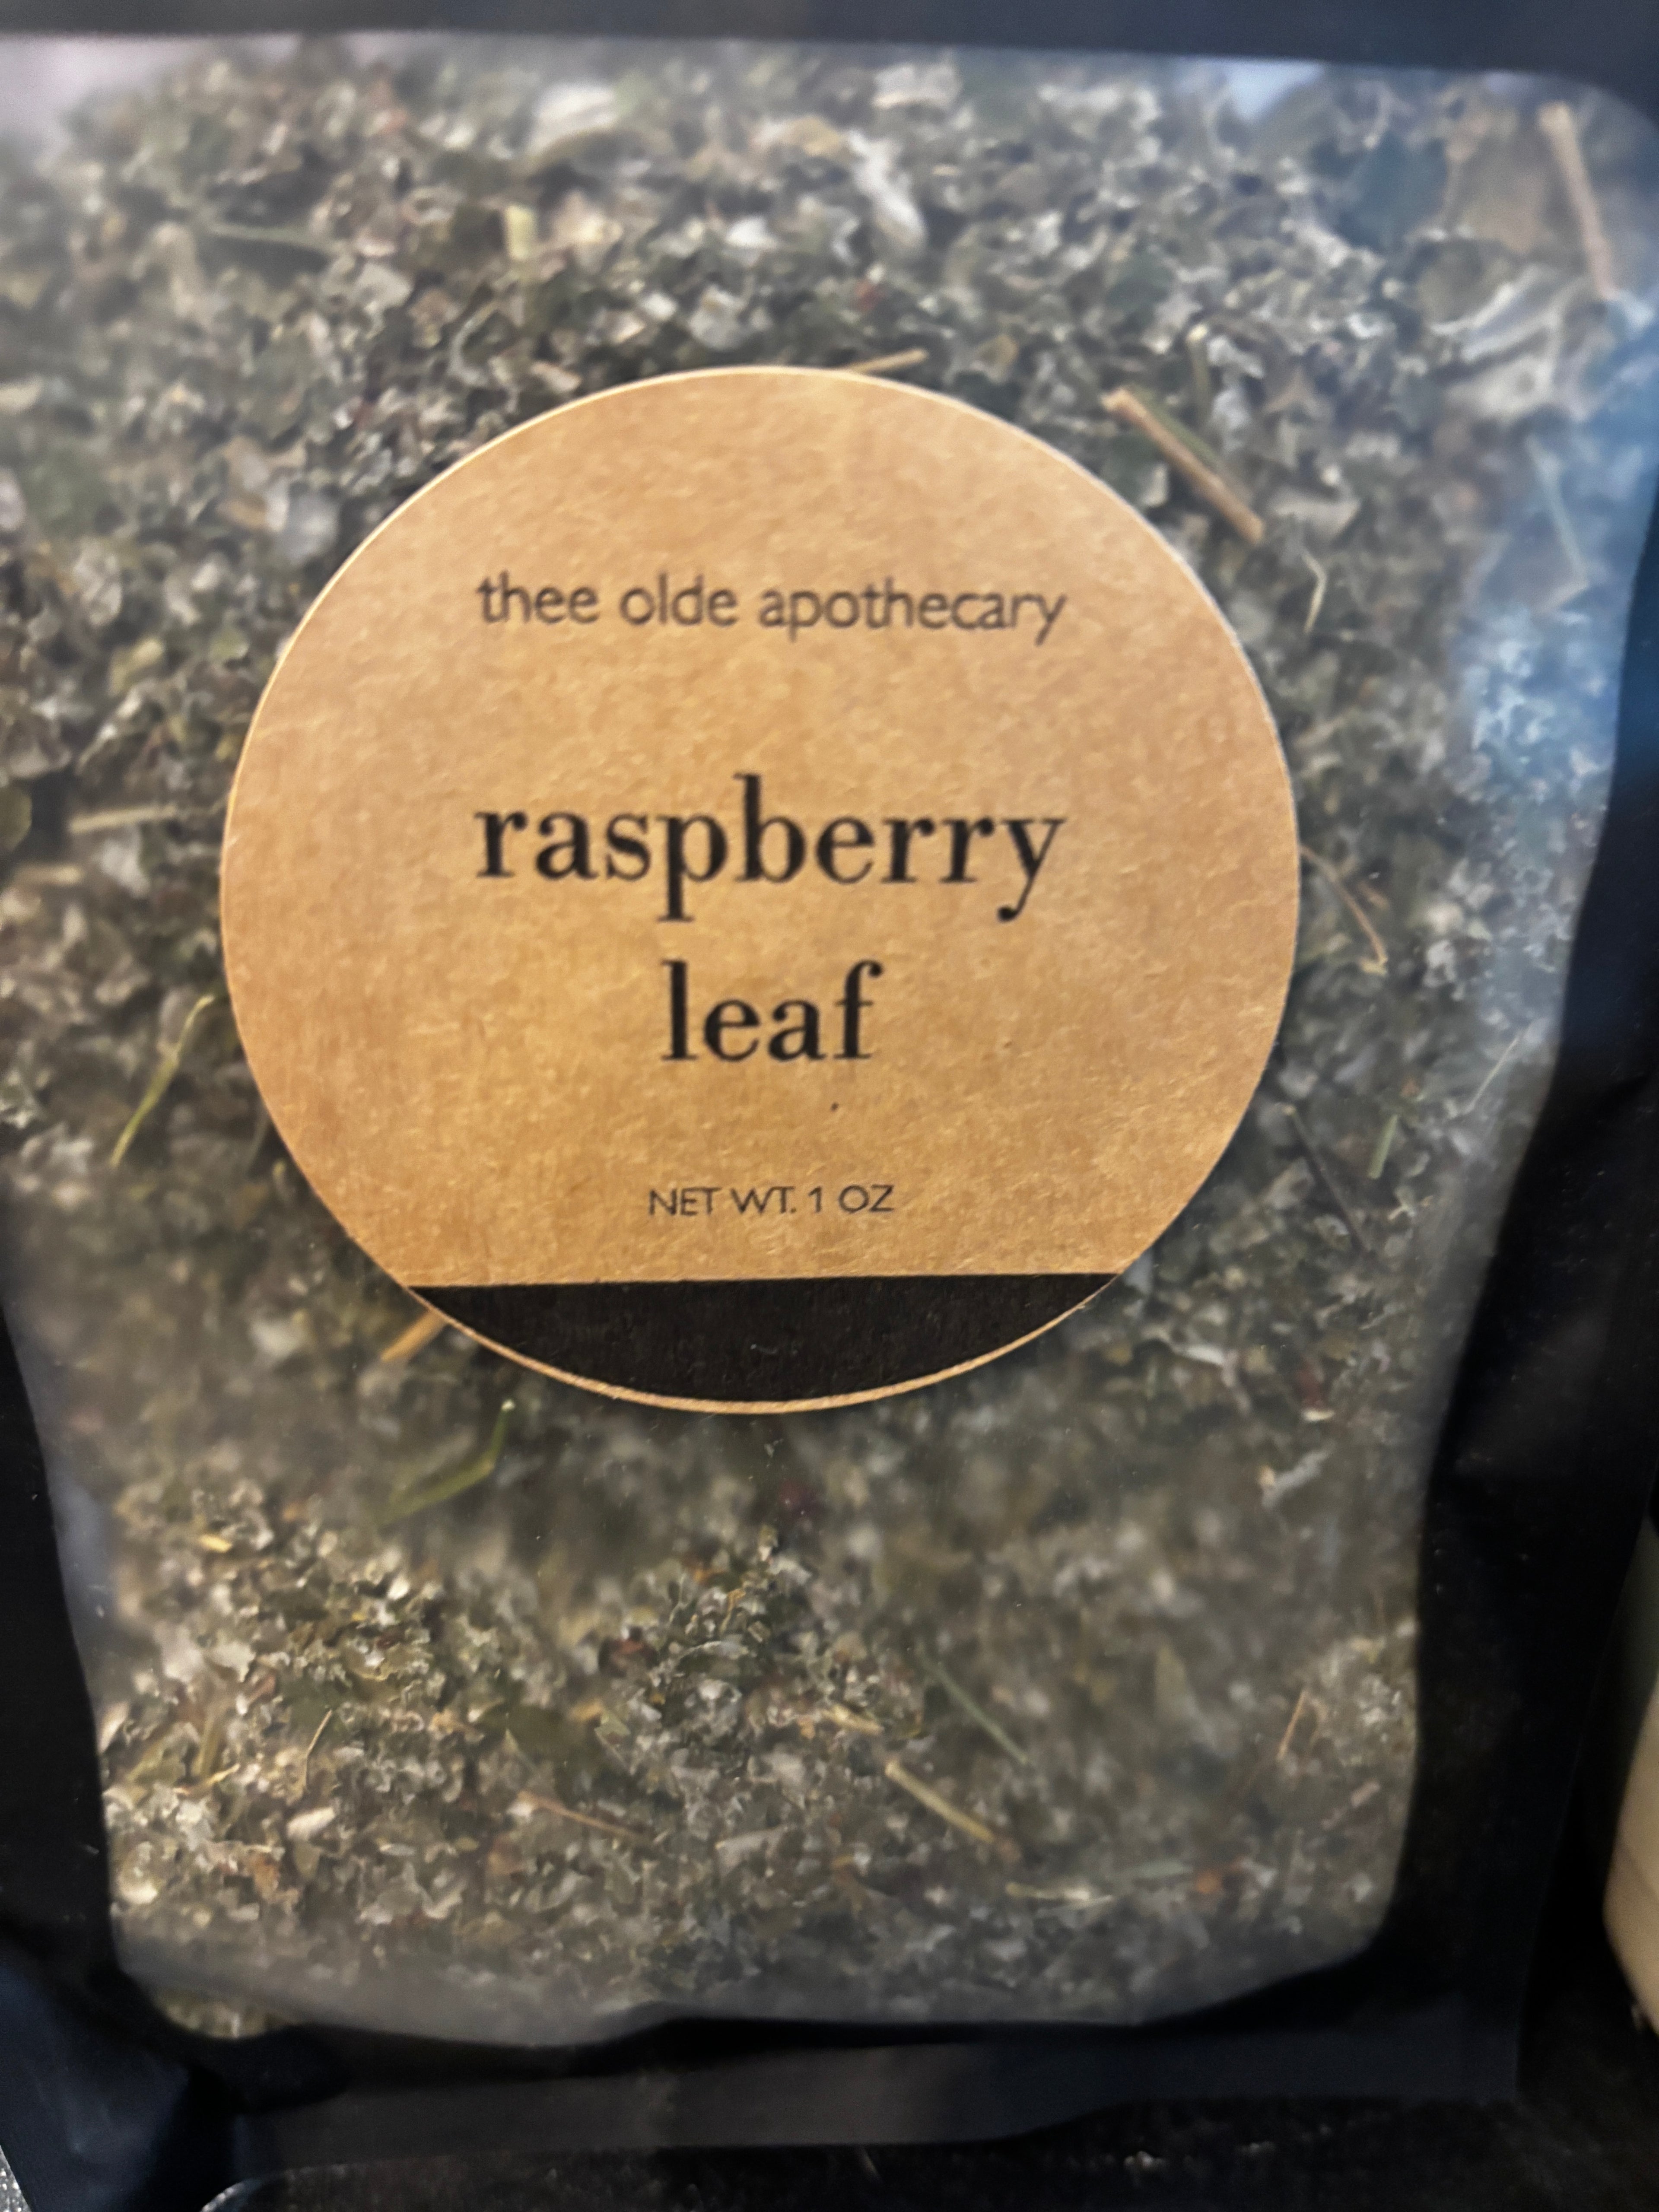 thee olde apothecary
raspberry
leaf
NET WT. 1 OZ